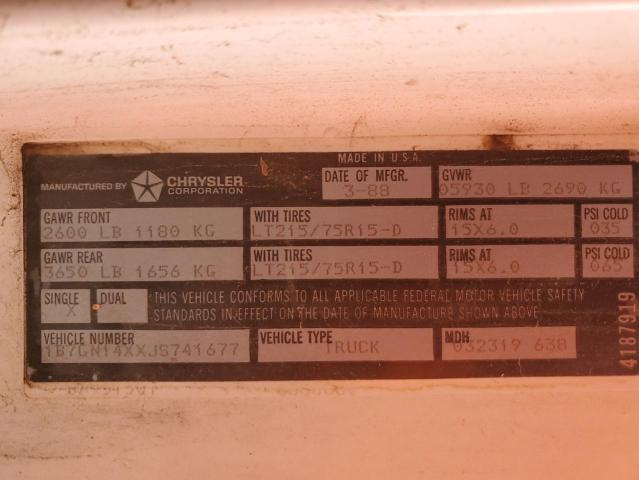 MADE IN U.S.A.
MANUFACTURED BY CHRYSLER CORPORATION
DATE OF MFGR. 3-88
GVWR 05930 LB 2690 KG
GAWR FRONT 2600 LB 1180 KG
WITH TIRES LT215/75R15-D
RIMS AT 15X6.0
PSI COLD 035
GAWR REAR 3650 LB 1656 KG
WITH TIRES LT215/75R15-D
RIMS AT 15X6.0
PSI COLD 065
SINGLE X DUAL
THIS VEHICLE CONFORMS TO ALL APPLICABLE FEDERAL MOTOR VEHICLE SAFETY
STANDARDS IN EFFECT ON THE DATE OF MANUFACTURE SHOWN ABOVE
VEHICLE NUMBER 1B7GN14XXJS741677
VEHICLE TYPE TRUCK
MDH 032319 638
4187919